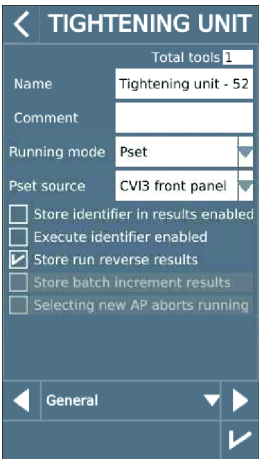 TIGHTENING UNIT
Total tools 1
Name Tightening unit - 52
Comment
Running mode Pset
Pset source CVI3 front panel
Store identifier in results enabled
Execute identifier enabled
Store run reverse results
Store batch increment results
Selecting new AP aborts running
General